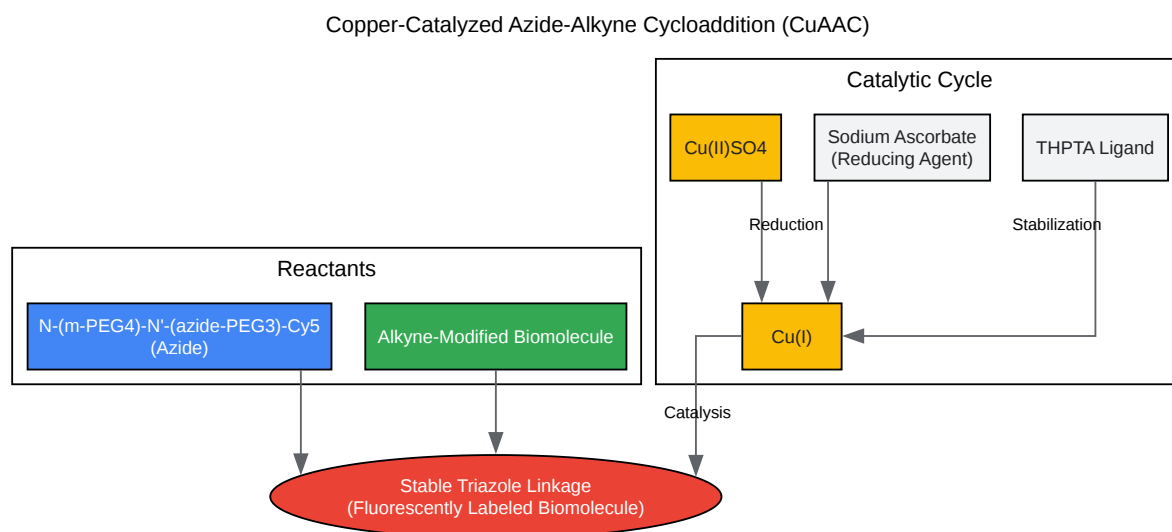 Copper-Catalyzed Azide-Alkyne Cycloaddition (CuAAC)
Catalytic Cycle
Cu(II)SO4
Sodium Ascorbate
(Reducing Agent)
THPTA Ligand
Reduction
Stabilization
Reactants
N-(m-PEG4)-N'-(azide-PEG3)-Cy5
(Azide)
Alkyne-Modified Biomolecule
Cu(I)
Catalysis
Stable Triazole Linkage
(Fluorescently Labeled Biomolecule)